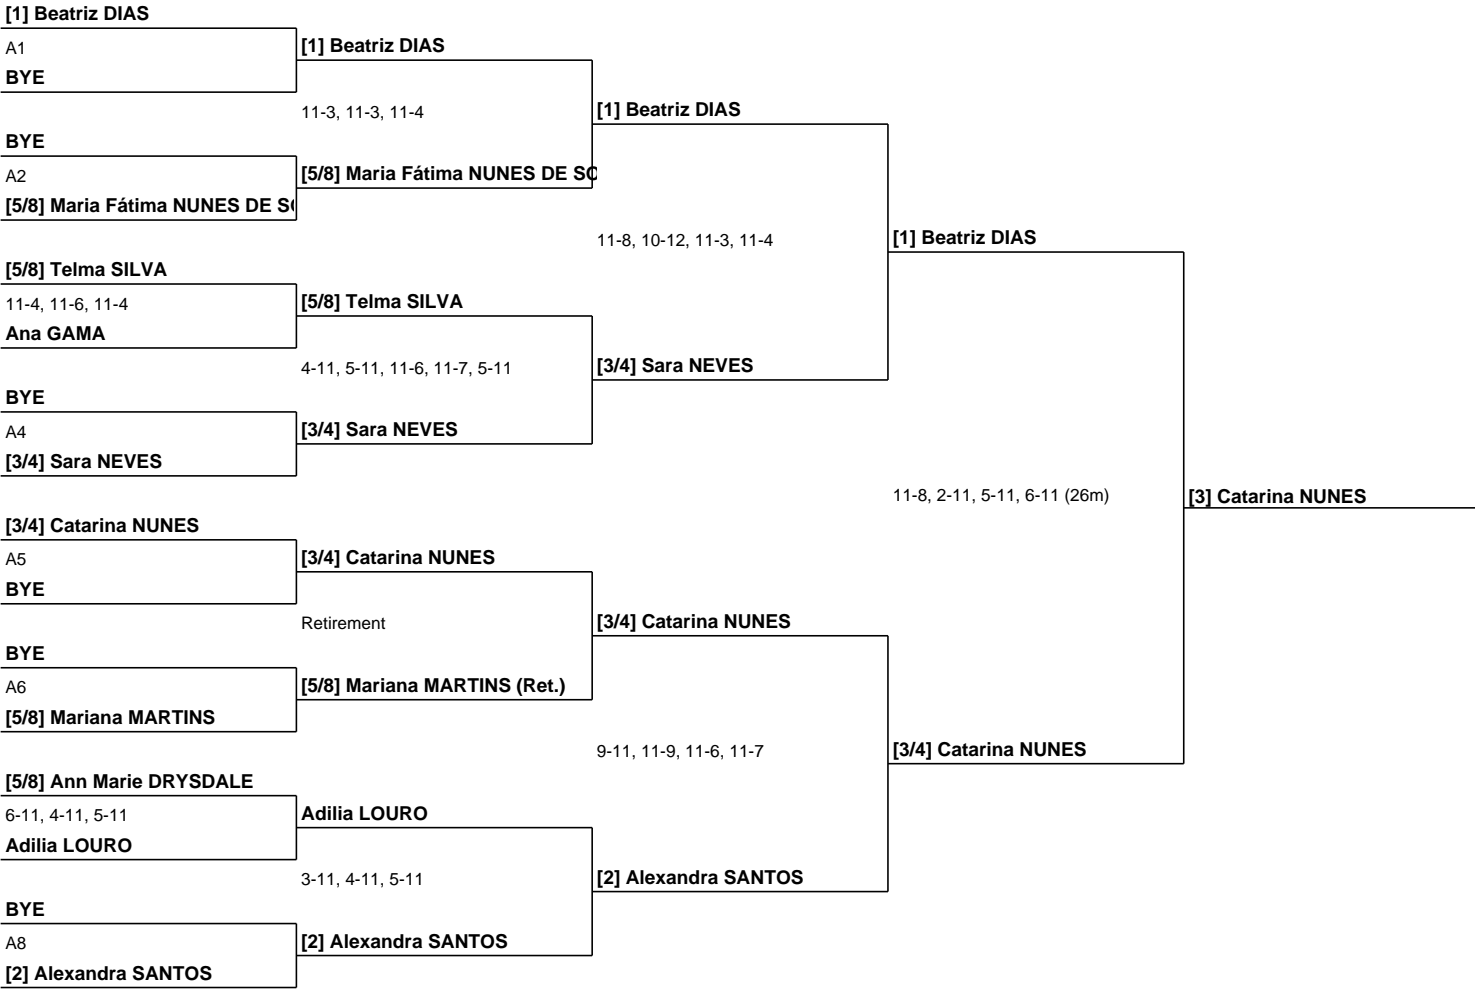 [1] Beatriz DIAS
A1
BYE
BYE
A2
[5/8] Maria Fátima NUNES DE S
[5/8] Telma SILVA
11-4, 11-6, 11-4
Ana GAMA
BYE
A4
[3/4] Sara NEVES
[3/4] Catarina NUNES
A5
BYE
BYE
A6
[5/8] Mariana MARTINS
[5/8] Ann Marie DRYSDALE
6-11, 4-11, 5-11
Adilia LOURO
BYE
A8
[2] Alexandra SANTOS
[1] Beatriz DIAS
11-3, 11-3, 11-4
[5/8] Maria Fátima NUNES DE SO
[5/8] Telma SILVA
4-11, 5-11, 11-6, 11-7, 5-11
[3/4] Sara NEVES
[3/4] Catarina NUNES
Retirement
[5/8] Mariana MARTINS (Ret.)
Adilia LOURO
3-11, 4-11, 5-11
[2] Alexandra SANTOS
[1] Beatriz DIAS
11-8, 10-12, 11-3, 11-4
[3/4] Sara NEVES
[3/4] Catarina NUNES
9-11, 11-9, 11-6, 11-7
[2] Alexandra SANTOS
[1] Beatriz DIAS
11-8, 2-11, 5-11, 6-11 (26m)
[3/4] Catarina NUNES
[3] Catarina NUNES